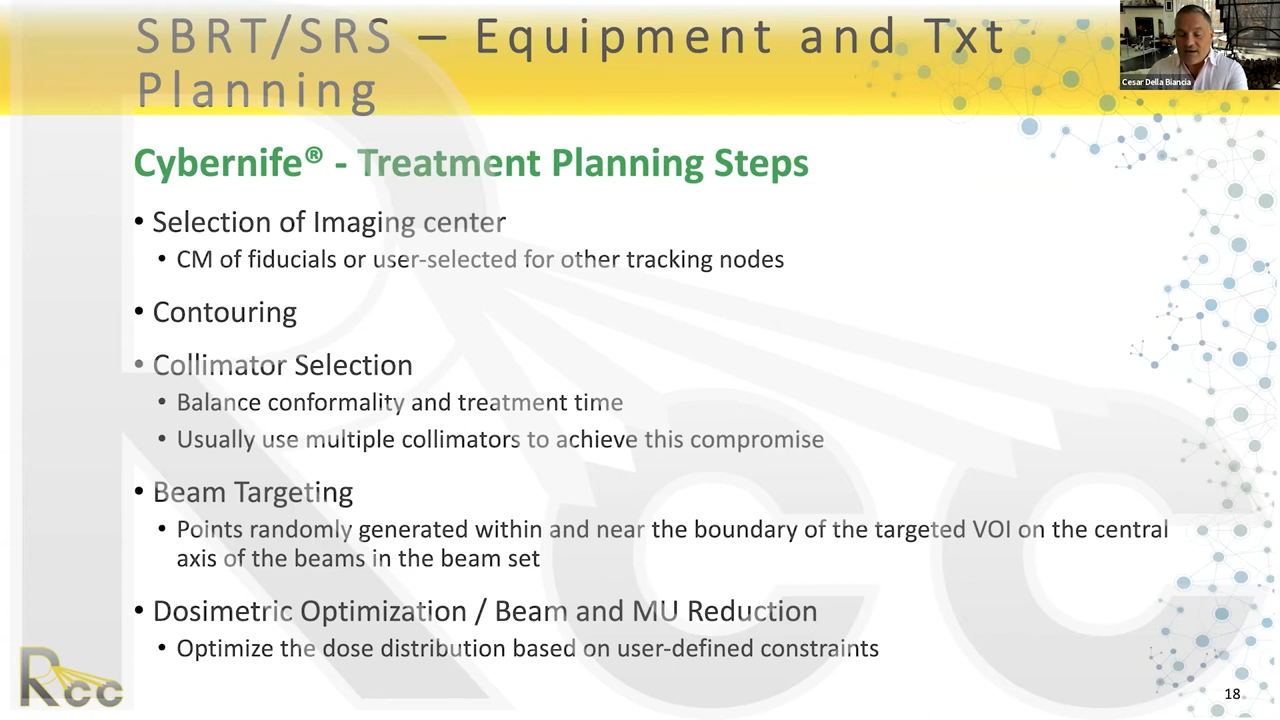 SBRT/SRS – Equipment and Txt
Planning
Cesar Della Biancia
Cybernife® - Treatment Planning Steps
• Selection of Imaging center
• CM of fiducials or user-selected for other tracking nodes
• Contouring
• Collimator Selection
• Balance conformality and treatment time
• Usually use multiple collimators to achieve this compromise
• Beam Targeting
• Points randomly generated within and near the boundary of the targeted VOI on the central
axis of the beams in the beam set
• Dosimetric Optimization / Beam and MU Reduction
• Optimize the dose distribution based on user-defined constraints
Rcc
18